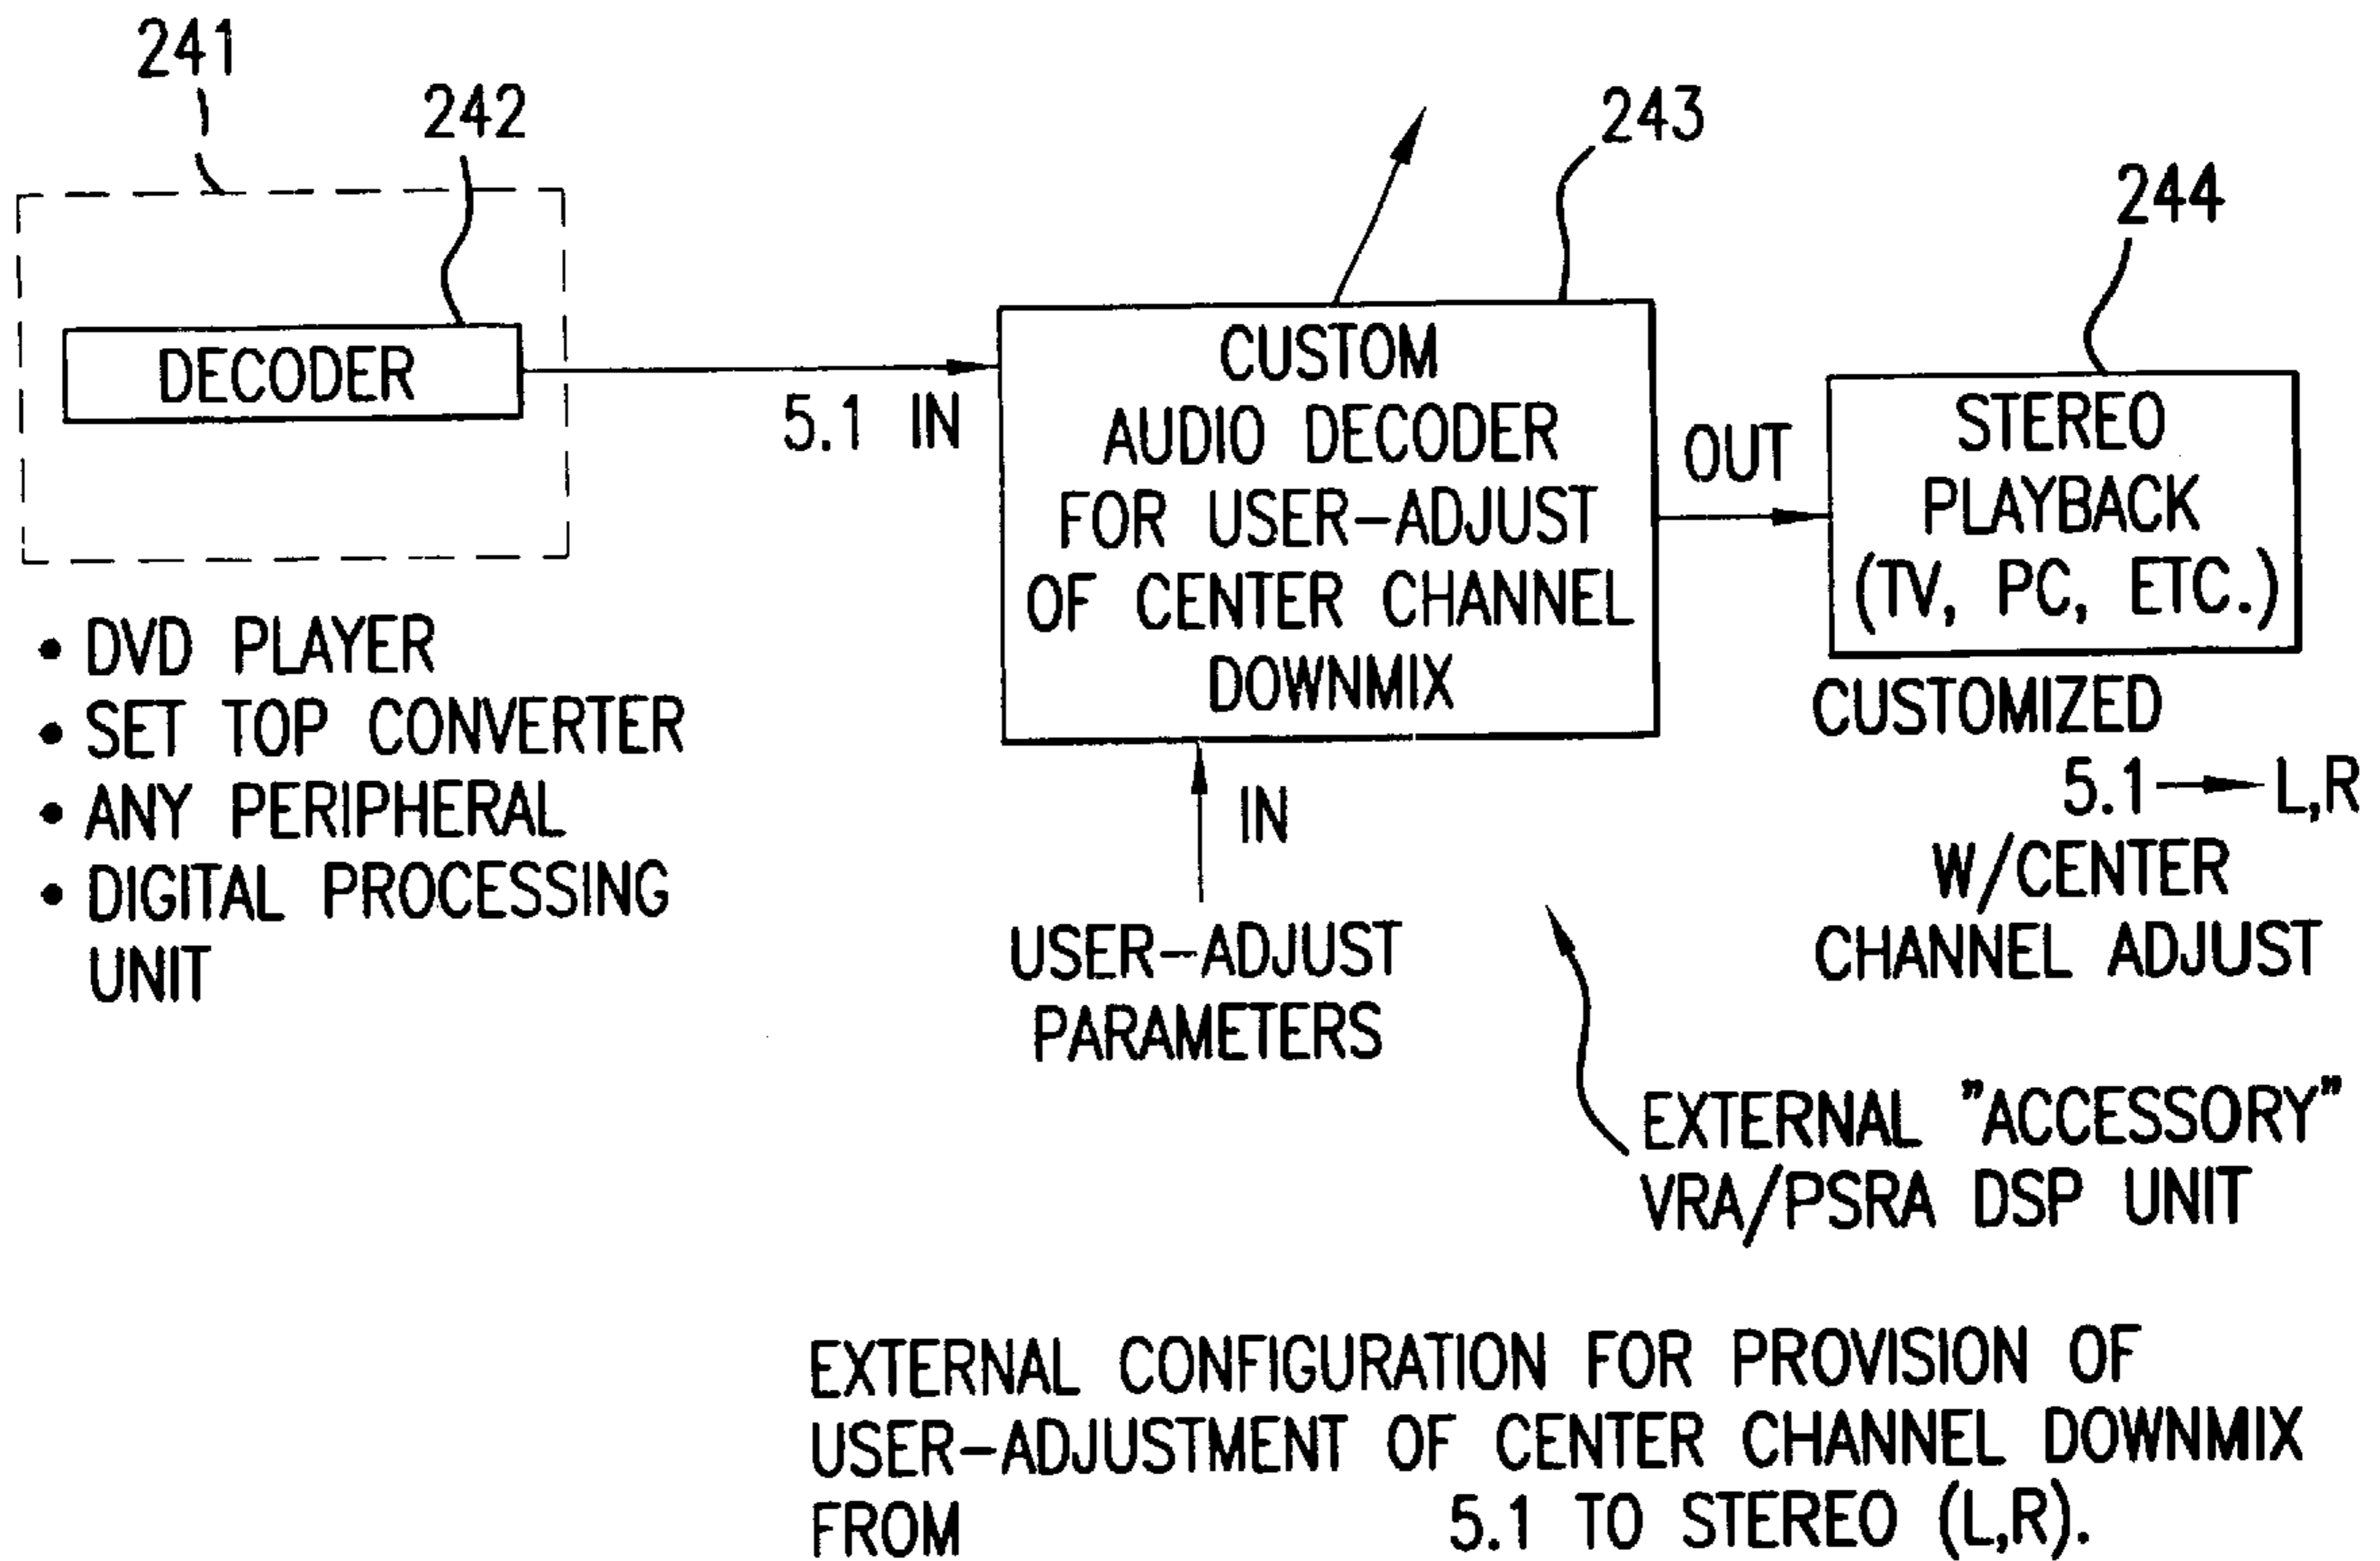 241
242
243
244
DECODER
5.1 IN
CUSTOM
AUDIO DECODER
FOR USER-ADJUST
OF CENTER CHANNEL
DOWNMIX
OUT
STEREO
PLAYBACK
(TV, PC, ETC.)
• DVD PLAYER
• SET TOP CONVERTER
• ANY PERIPHERAL
• DIGITAL PROCESSING
UNIT
IN
USER-ADJUST
PARAMETERS
CUSTOMIZED
5.1 → L,R
W/CENTER
CHANNEL ADJUST
EXTERNAL "ACCESSORY"
VRA/PSRA DSP UNIT
EXTERNAL CONFIGURATION FOR PROVISION OF
USER-ADJUSTMENT OF CENTER CHANNEL DOWNMIX
FROM 5.1 TO STEREO (L,R).